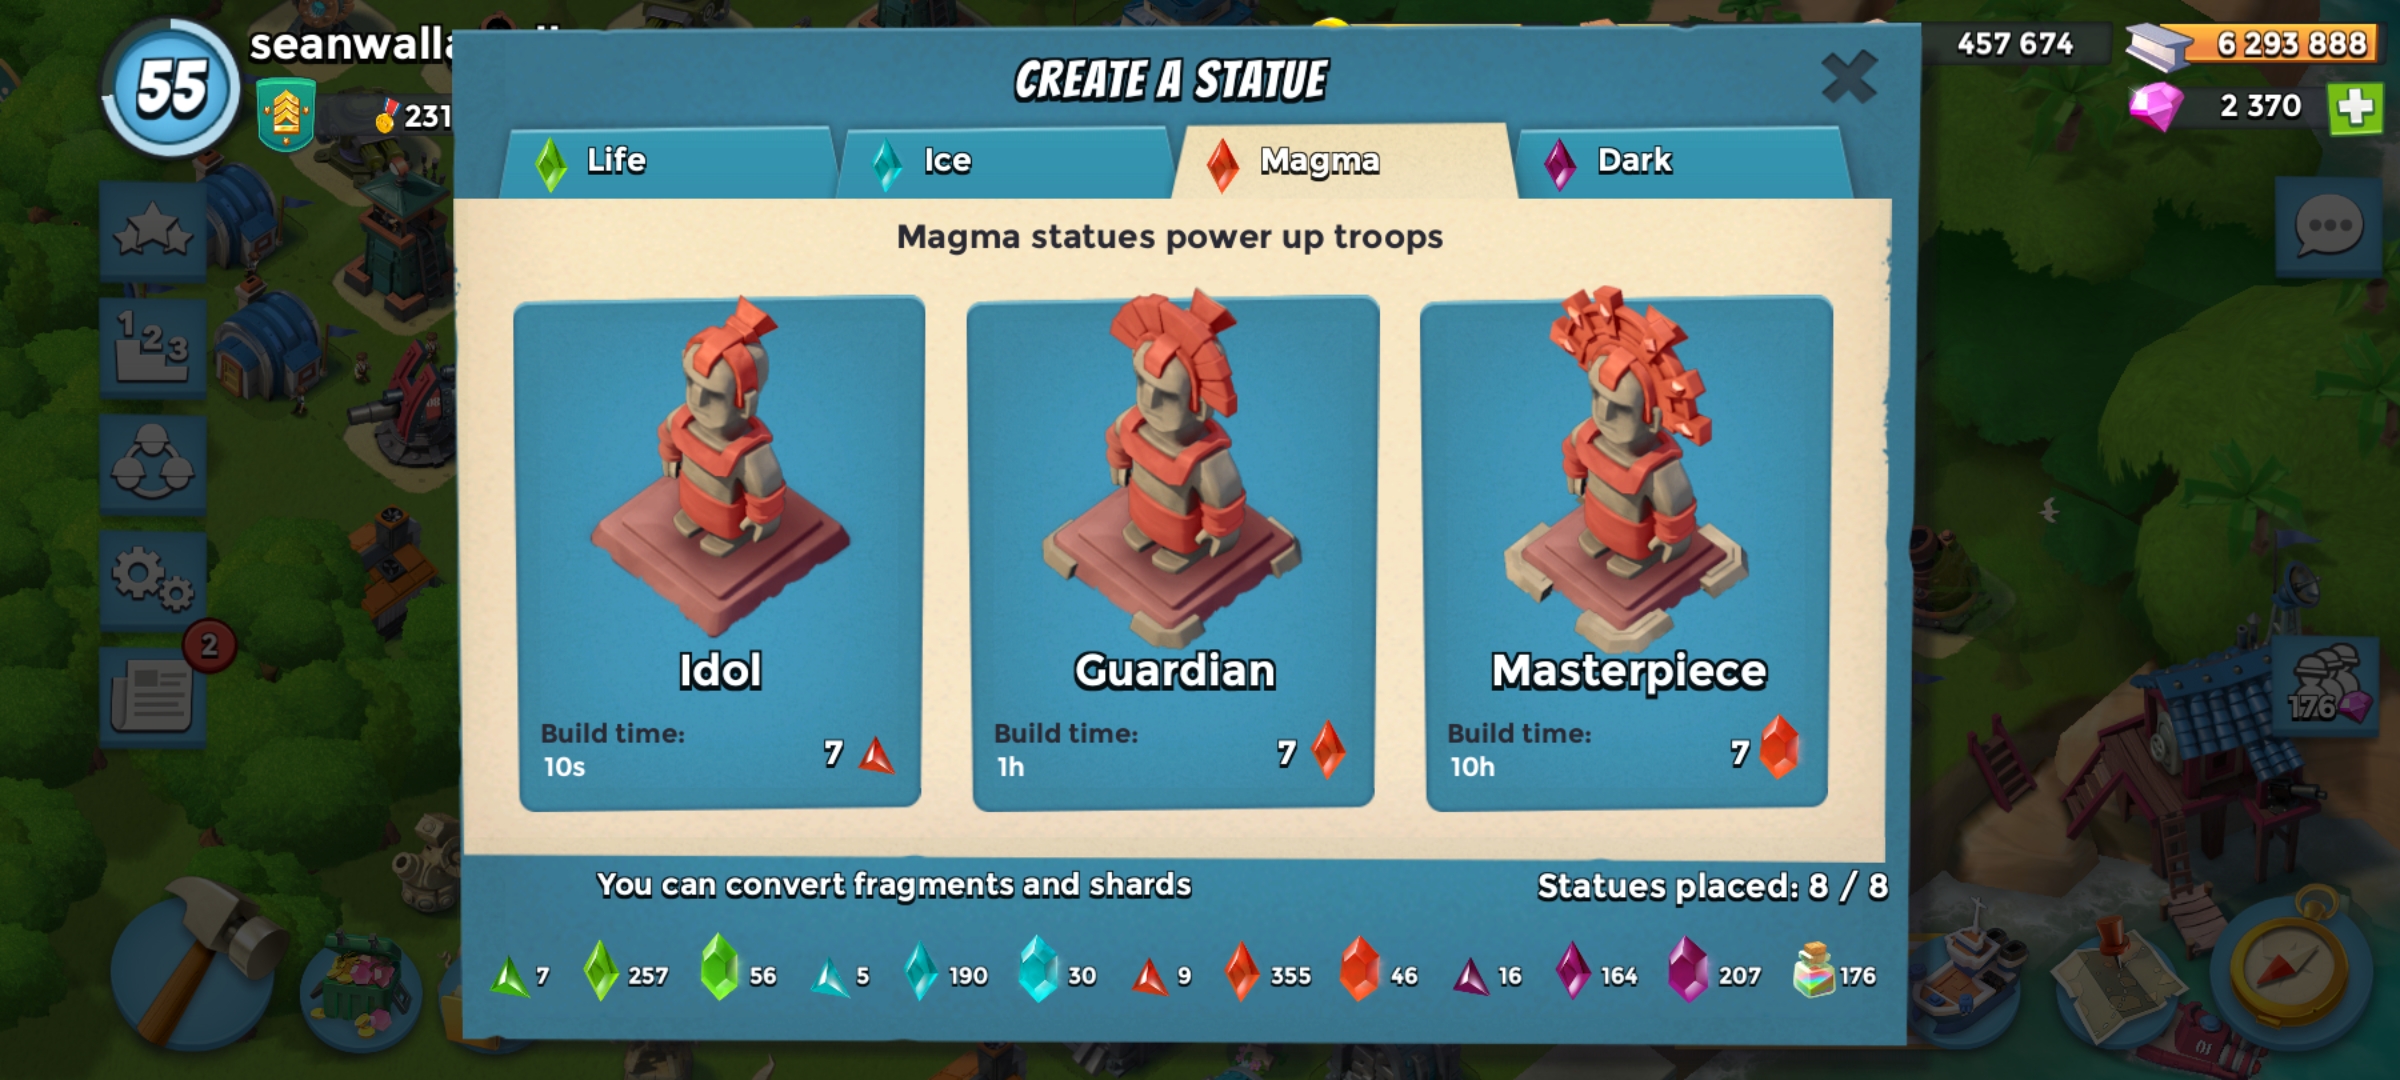 55
231
457 674
6 293 888
2 370
CREATE A STATUE
Life
Ice
Magma
Dark
Magma statues power up troops
Idol
Build time:
10s
7
Guardian
Build time:
1h
7
Masterpiece
Build time:
10h
7
1 2 3
2
176
You can convert fragments and shards
Statues placed: 8 / 8
7
257
56
5
190
30
9
355
46
16
164
207
176